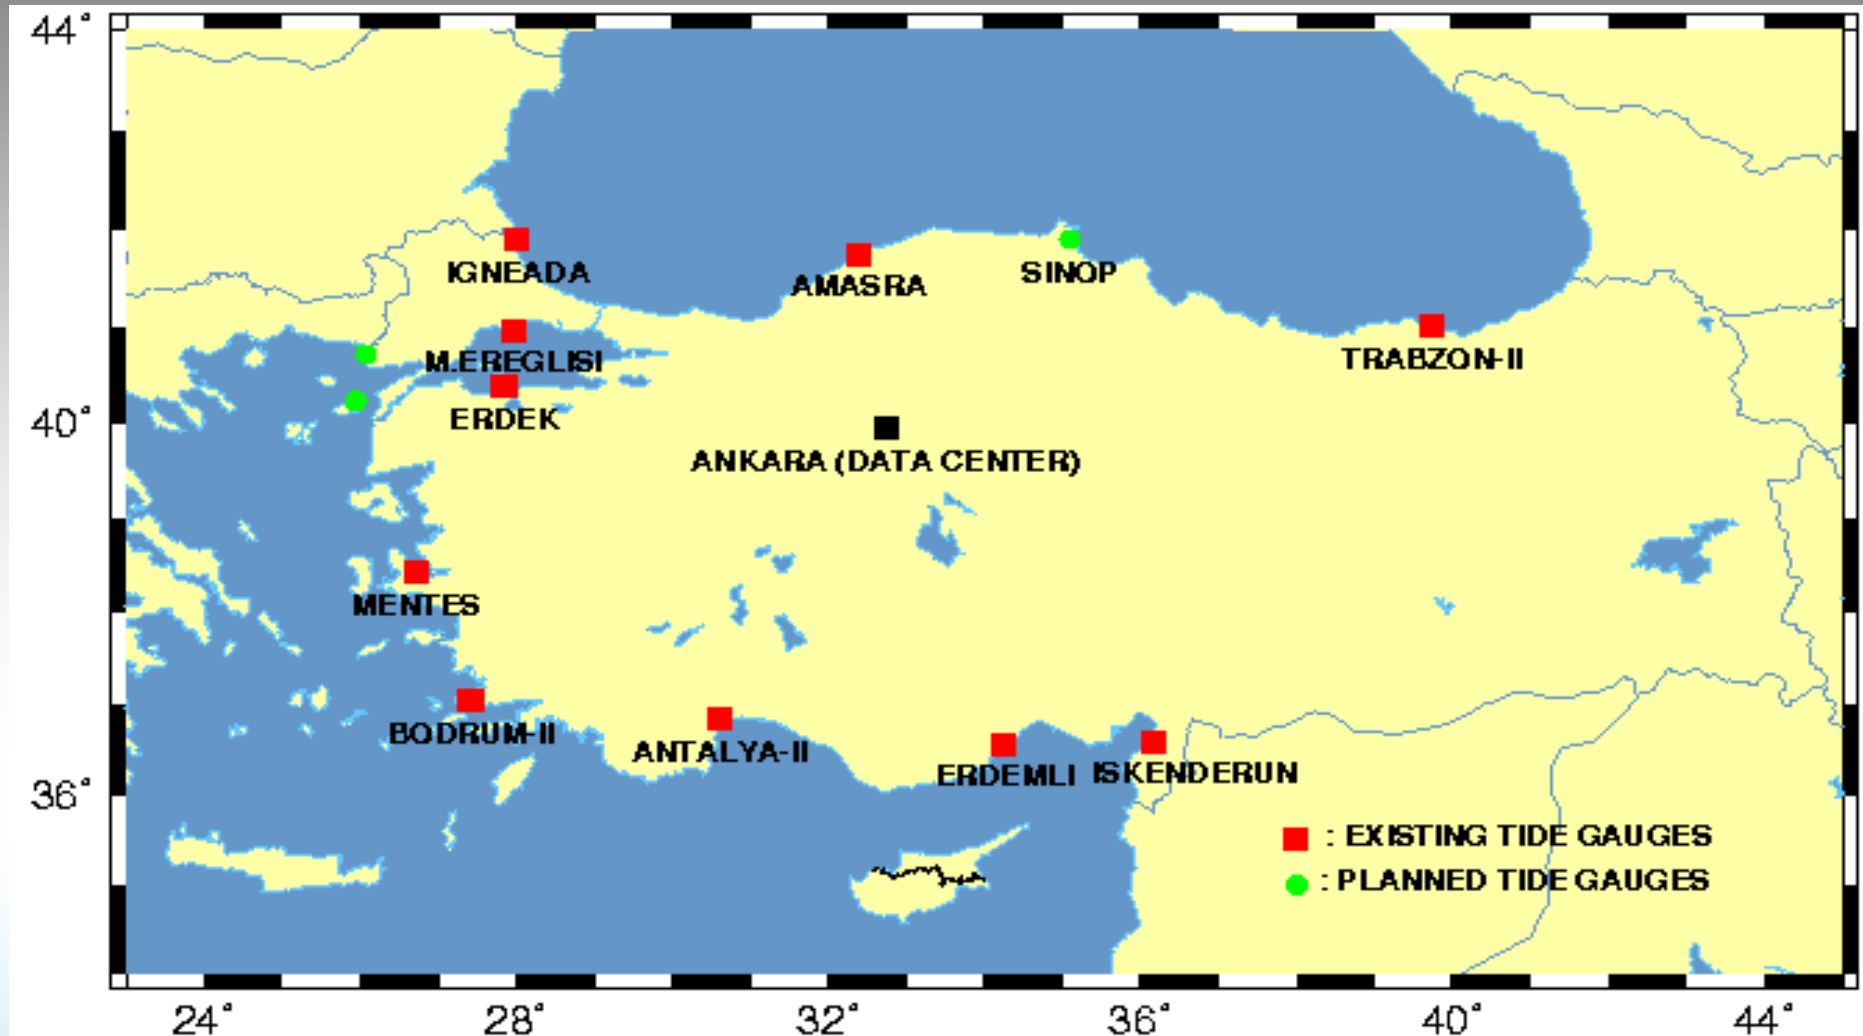 44°
IGNEADA
AMASRA
SINOP
M.EREGLISI
TRABZON-II
ERDEK
40°
ANKARA (DATA CENTER)
MENTES
BODRUM-II
ANTALYA-II
ERDEMLI
ISKENDERUN
36°
: EXISTING TIDE GAUGES
: PLANNED TIDE GAUGES
24° 28° 32° 36° 40° 44°